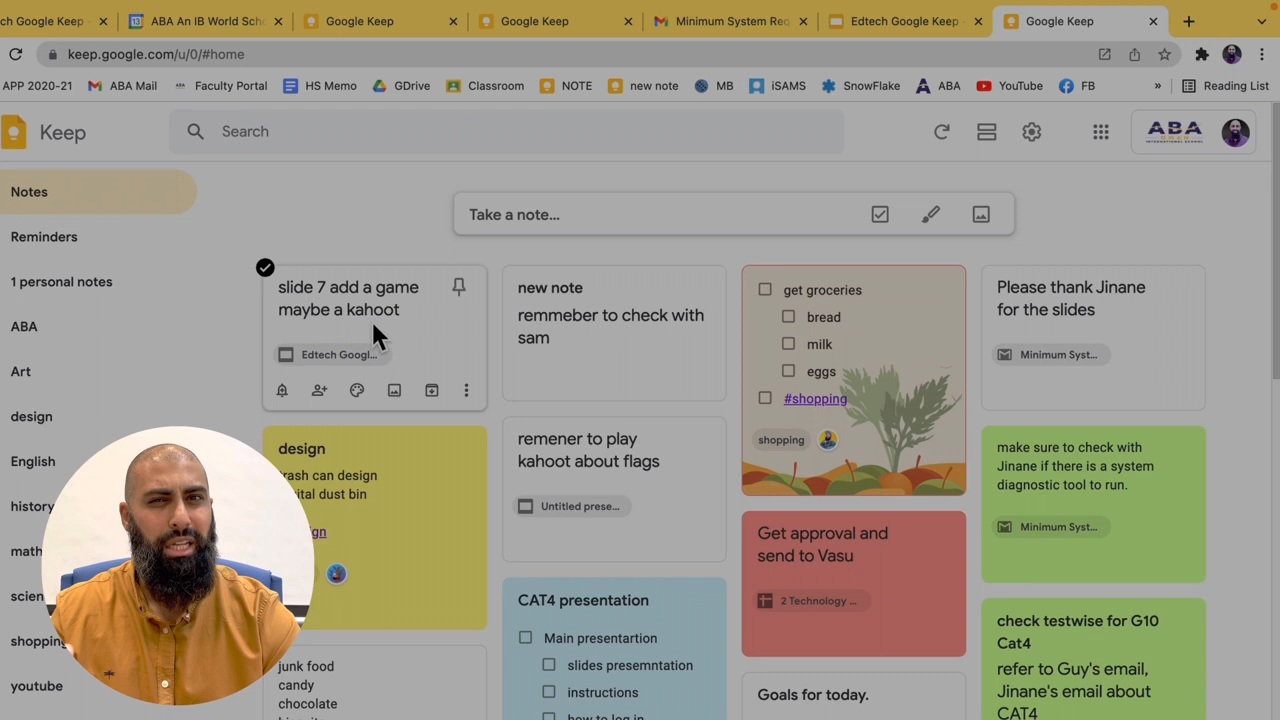 ch Google Keep -
ABA An IB World Sch
Google Keep
Google Keep
Minimum System Req
Edtech Google Keep -
Google Keep
keep.google.com/u/0/#home
APP 2020-21
ABA Mail
Faculty Portal
HS Memo
GDrive
Classroom
NOTE
new note
MB
iSAMS
SnowFlake
ABA
YouTube
FB
»
Reading List
Keep
Search
ABA
Notes
Reminders
1 personal notes
ABA
Art
design
English
history
math
scien
shopping
youtube
Take a note...
slide 7 add a game
maybe a kahoot
Edtech Googl...
design
trash can design
ital dust bin
gn
junk food
candy
chocolate
new note
remmeber to check with
sam
remener to play
kahoot about flags
Untitled prese...
CAT4 presentation
Main presentartion
slides presemntation
instructions
how to log in
get groceries
bread
milk
eggs
#shopping
shopping
Get approval and
send to Vasu
2 Technology ...
Goals for today.
Please thank Jinane
for the slides
Minimum Syst...
make sure to check with
Jinane if there is a system
diagnostic tool to run.
Minimum Syst...
check testwise for G10
Cat4
refer to Guy's email,
Jinane's email about
CAT4